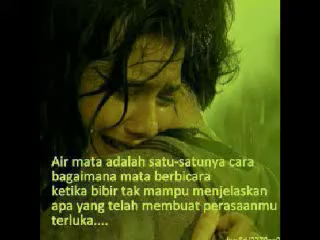 Air mata adalah satu-satunya cara
bagaimana mata berbicara
ketika bibir tak mampu menjelaskan
apa yang telah membuat perasaanmu
terluka....